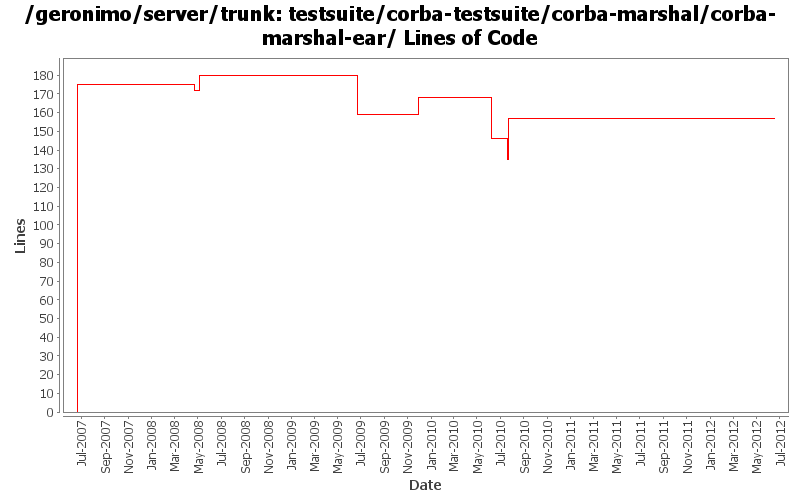 /geronimo/server/trunk: testsuite/corba-testsuite/corba-marshal/corba-
marshal-ear/ Lines of Code
Lines
180
170
160
150
140
130
120
110
100
90
80
70
60
50
40
30
20
10
0
Jul-2007
Sep-2007
Nov-2007
Jan-2008
Mar-2008
May-2008
Jul-2008
Sep-2008
Nov-2008
Jan-2009
Mar-2009
May-2009
Jul-2009
Sep-2009
Nov-2009
Jan-2010
Mar-2010
May-2010
Jul-2010
Sep-2010
Nov-2010
Jan-2011
Mar-2011
May-2011
Jul-2011
Sep-2011
Nov-2011
Jan-2012
Mar-2012
May-2012
Jul-2012
Date